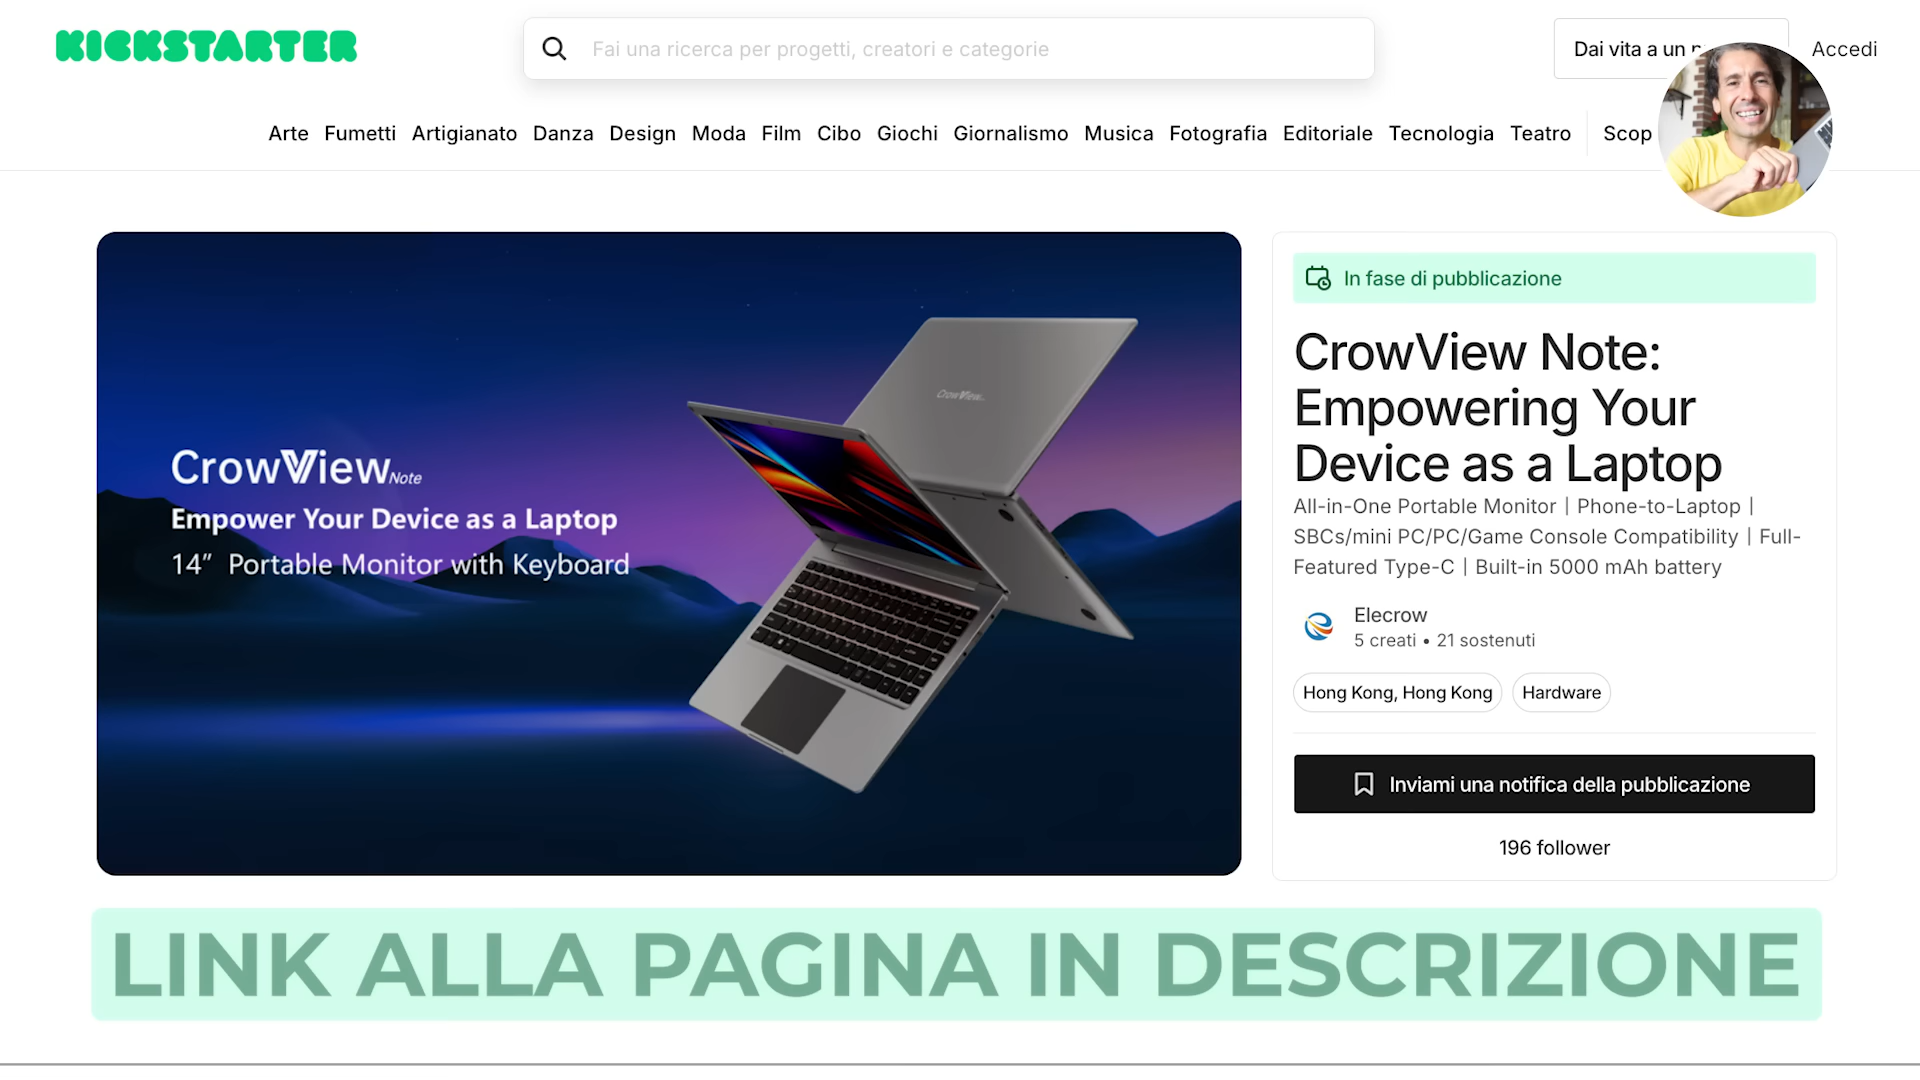 KICKSTARTER
Fai una ricerca per progetti, creatori e categorie
Dai vita a un
Accedi
Arte Fumetti Artigianato Danza Design Moda Film Cibo Giochi Giornalismo Musica Fotografia Editoriale Tecnologia Teatro Scop
CrowView Note
Empower Your Device as a Laptop
14” Portable Monitor with Keyboard
CrowView
In fase di pubblicazione
CrowView Note:
Empowering Your
Device as a Laptop
All-in-One Portable Monitor | Phone-to-Laptop |
SBCs/mini PC/PC/Game Console Compatibility | Full-
Featured Type-C | Built-in 5000 mAh battery
Elecrow
5 creati • 21 sostenuti
Hong Kong, Hong Kong
Hardware
Inviami una notifica della pubblicazione
196 follower
LINK ALLA PAGINA IN DESCRIZIONE